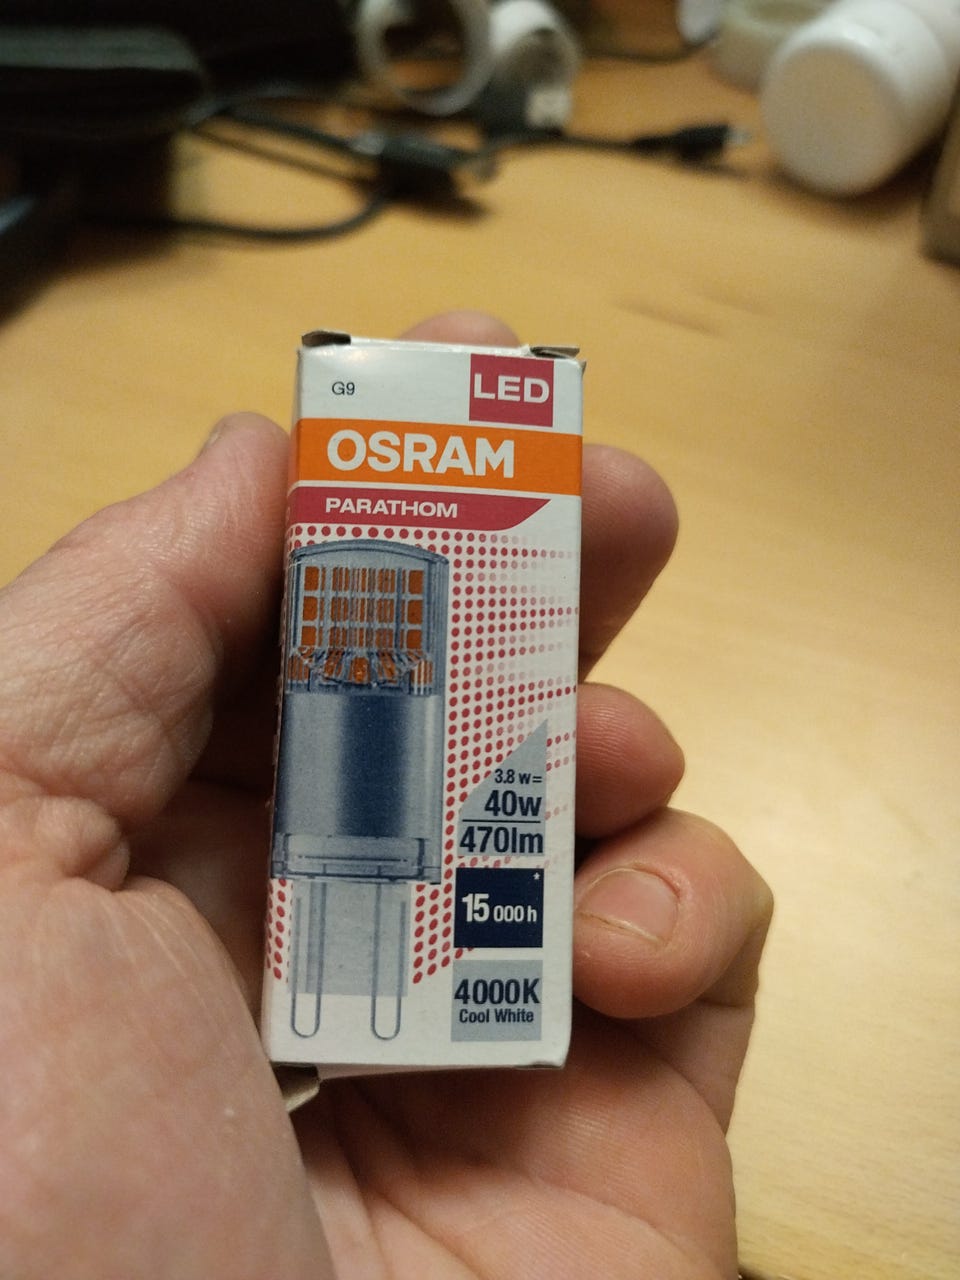 G9
LED
OSRAM
PARATHOM
3.8 w=
40w
470lm
15 000 h *
4000K
Cool White